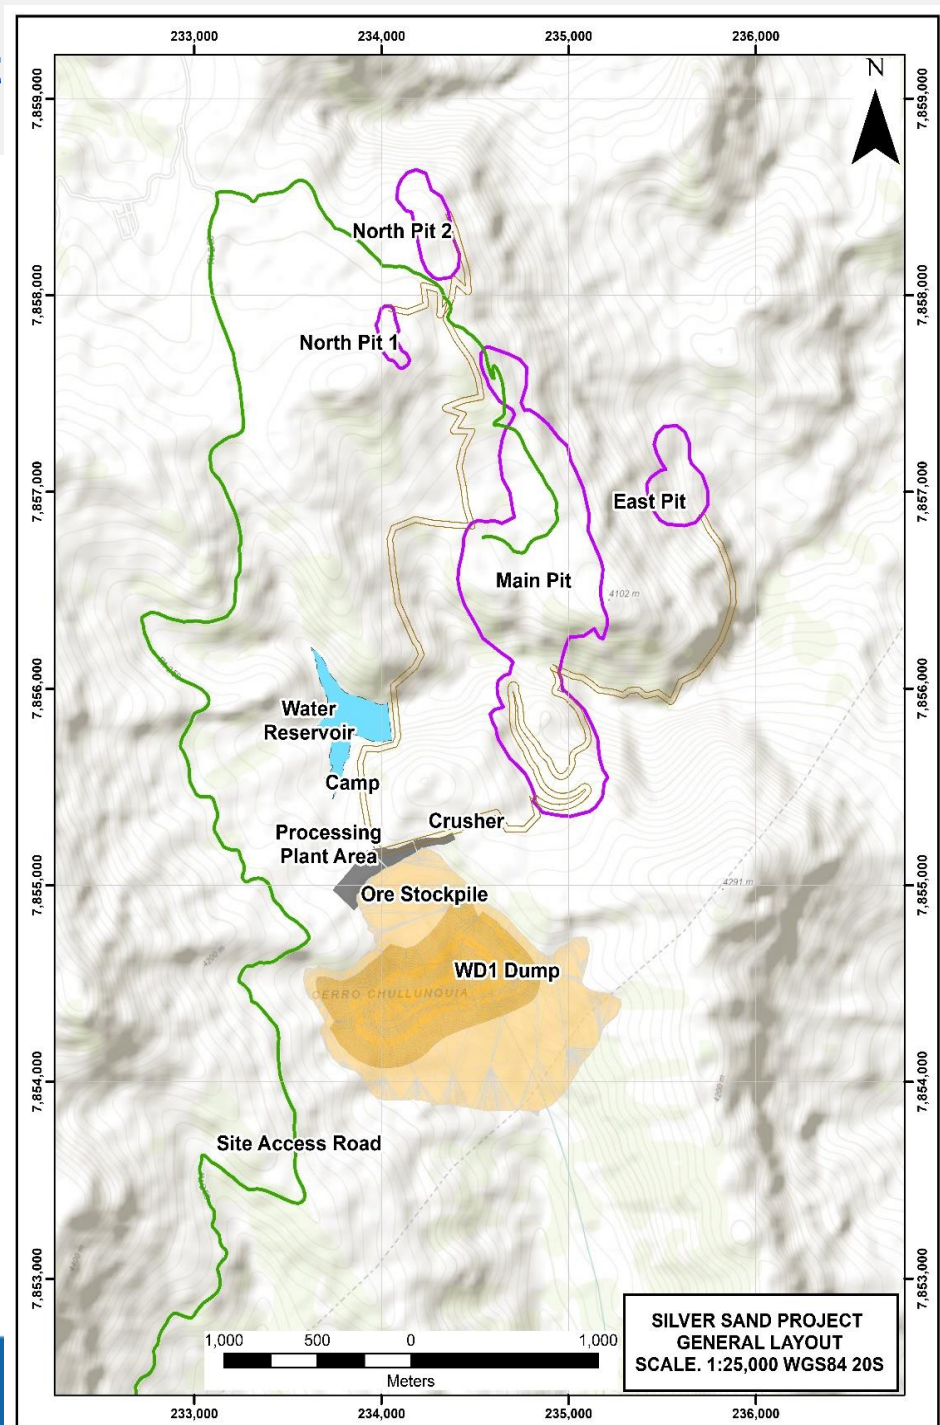 233,000 234,000 235,000 236,000
N
7,859,000 7,859,000
North Pit 2
7,858,000 7,858,000
North Pit 1
7,857,000 7,857,000
East Pit
Main Pit
4102 m
7,856,000 7,856,000
Water
Reservoir
Camp
Crusher
Processing
Plant Area
7,855,000 7,855,000
4291 m
Ore Stockpile
4200 m
WD1 Dump
CERRO CHULLUNQUIA
7,854,000 7,854,000
4200 m
Site Access Road
7,853,000 7,853,000
4200 m
1,000 500 0 1,000
Meters
SILVER SAND PROJECT
GENERAL LAYOUT
SCALE. 1:25,000 WGS84 20S
233,000 234,000 235,000 236,000